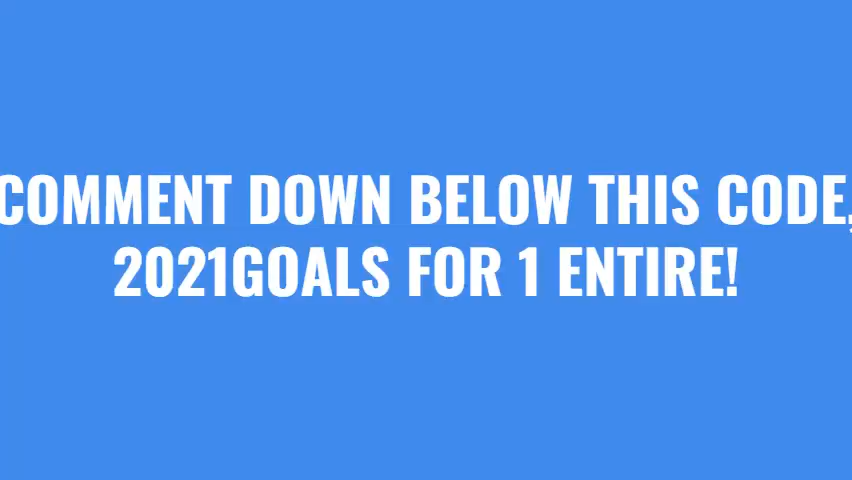 COMMENT DOWN BELOW THIS CODE,
2021GOALS FOR 1 ENTIRE!